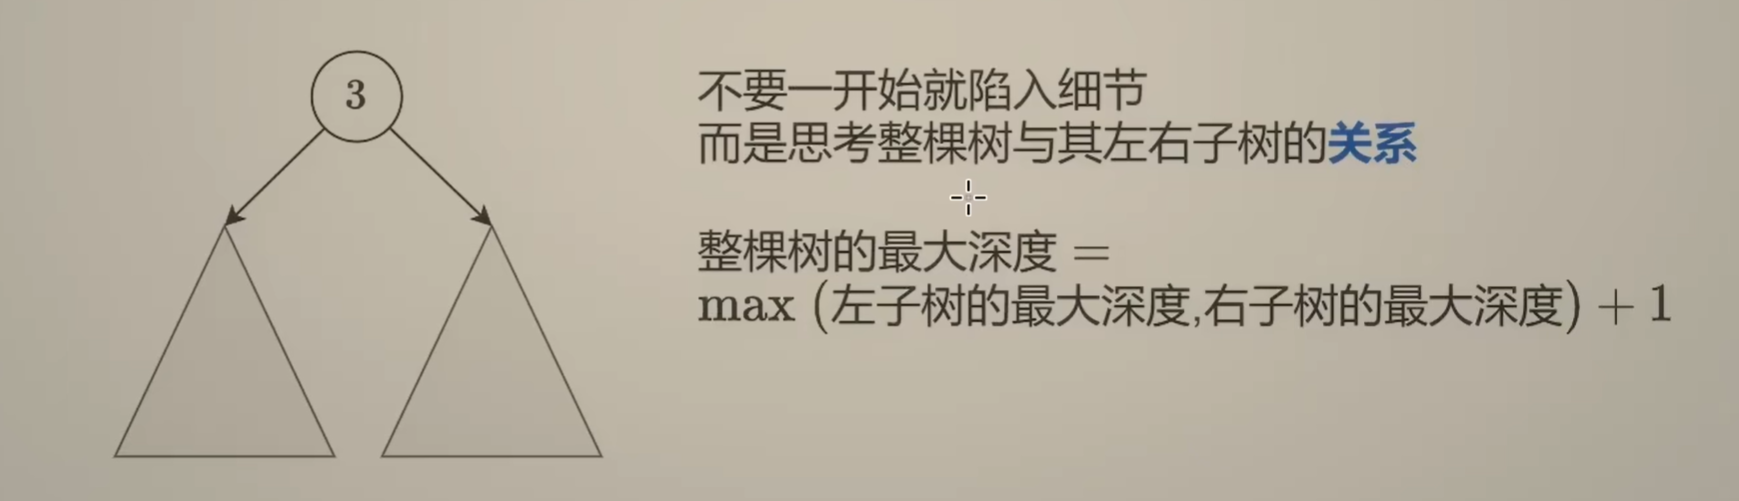 3
不要一开始就陷入细节
而是思考整棵树与其左右子树的关系
整棵树的最大深度 =
max (左子树的最大深度,右子树的最大深度) + 1